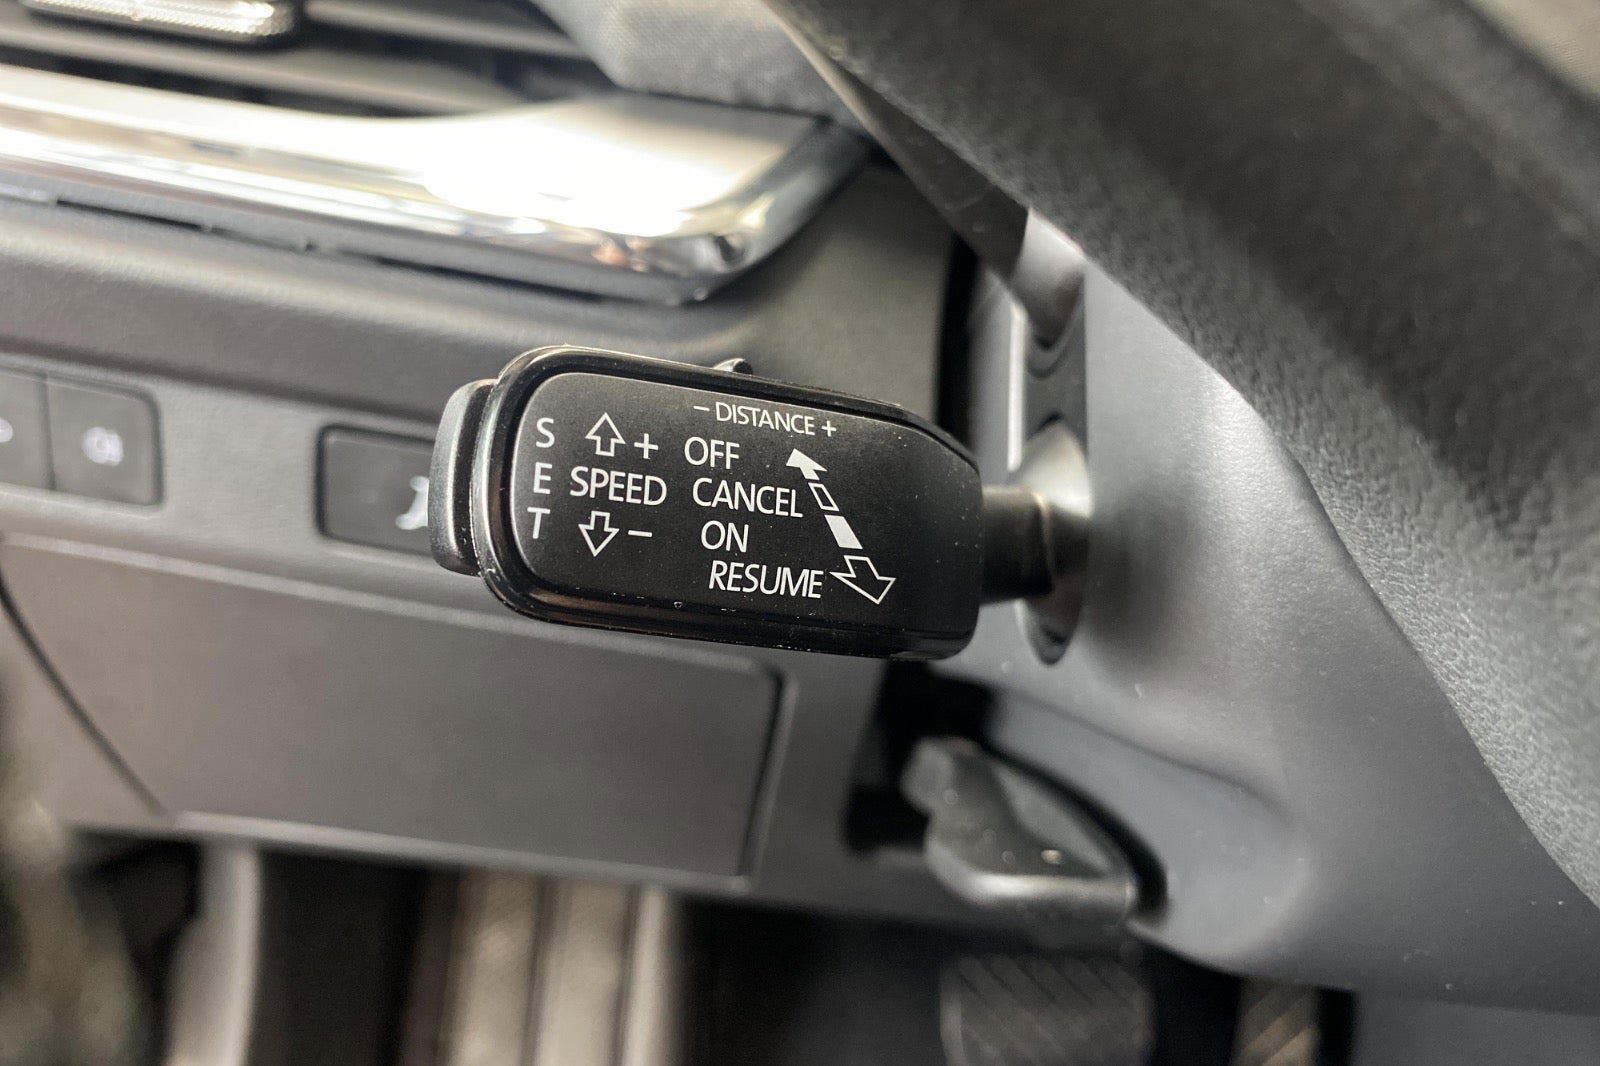 - DISTANCE +
S + OFF
E SPEED CANCEL
T - ON
RESUME